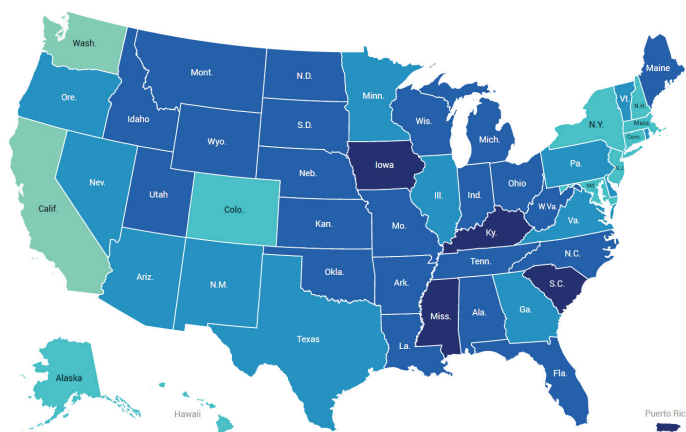 Wash.
Maine
Mont.
N.D.
Minn.
Ore.
Vt.
N.H.
Idaho
S.D.
Wis.
Mich.
N.Y.
Mass.
Wyo.
Conn.
Iowa
Pa.
N.J.
Neb.
Nev.
Utah
Ill.
Ind.
Ohio
Md.
Calif.
Colo.
W.Va.
Kan.
Mo.
Va.
Ky.
Ariz.
N.M.
Okla.
Tenn.
N.C.
Ark.
S.C.
Texas
Miss.
Ala.
Ga.
La.
Fla.
Alaska
Hawaii
Puerto Ric